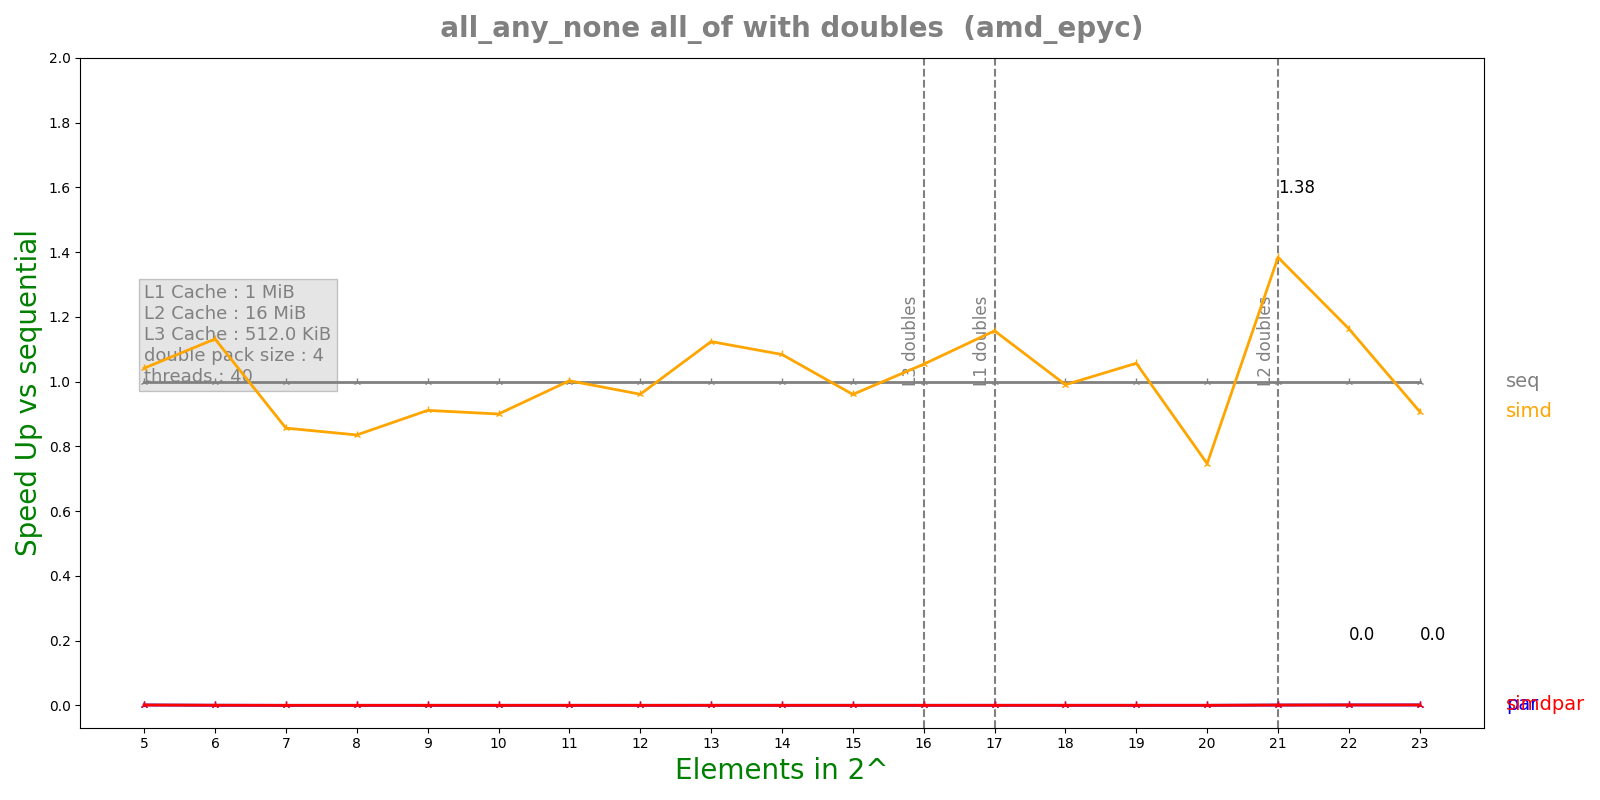 all_any_none all_of with doubles (amd_epyc)
Speed Up vs sequential
2.0
1.8
1.6
1.4
1.2
1.0
0.8
0.6
0.4
0.2
0.0
L1 Cache : 1 MiB
L2 Cache : 16 MiB
L3 Cache : 512.0 KiB
double pack size : 4
threads : 40
L3 doubles
L1 doubles
L2 doubles
1.38
0.0
0.0
seq
simd
par
simdpar
5 6 7 8 9 10 11 12 13 14 15 16 17 18 19 20 21 22 23
Elements in 2^